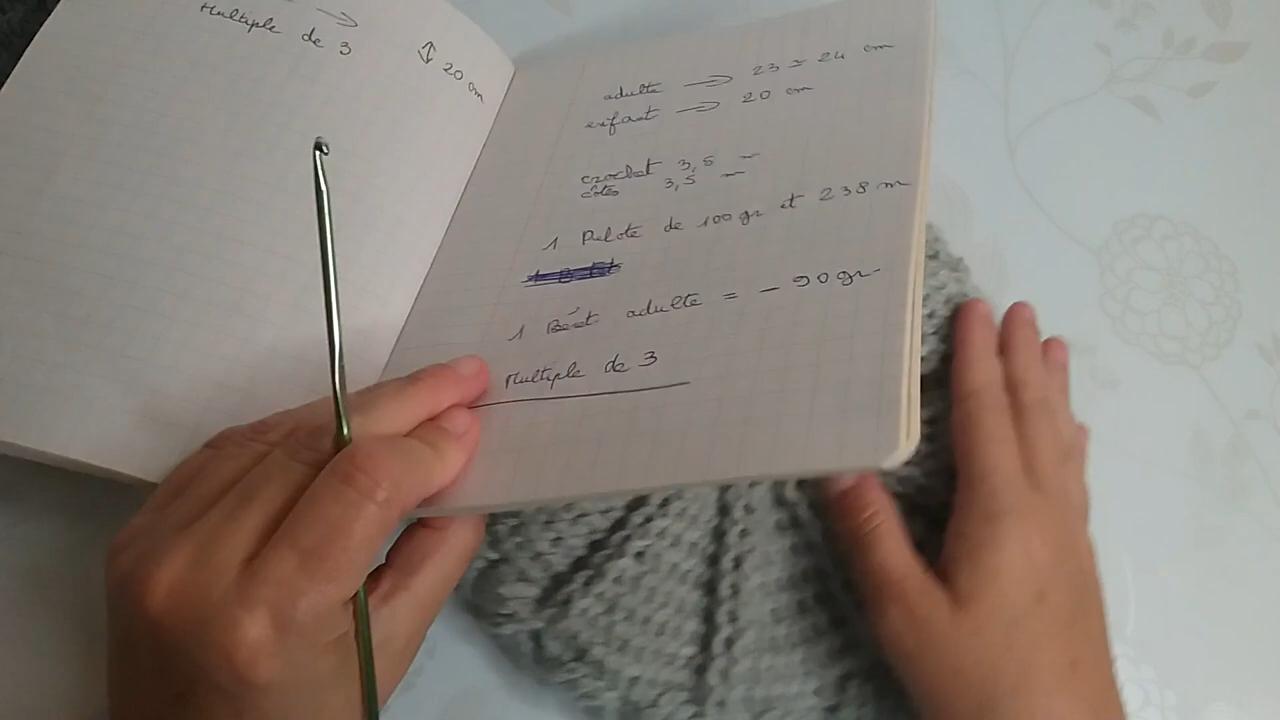 Multiple de 3
20 cm
adulte → 23 = 24 cm
enfant → 20 cm
crochet 3,5 -
côtes 3,5 -
1 Pelote de 100 gr et 238 m
1 Béret adulte = - 90 gr-
Multiple de 3